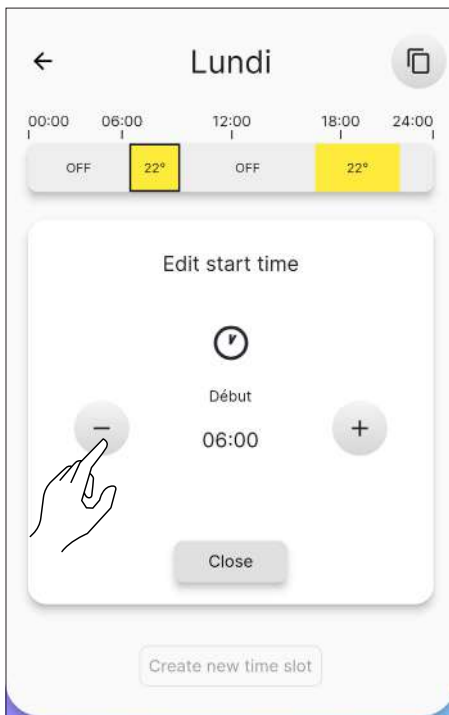 Lundi
00:00 06:00 12:00 18:00 24:00
OFF 22° OFF 22°
Edit start time
Début
− 06:00 +
Close
Create new time slot